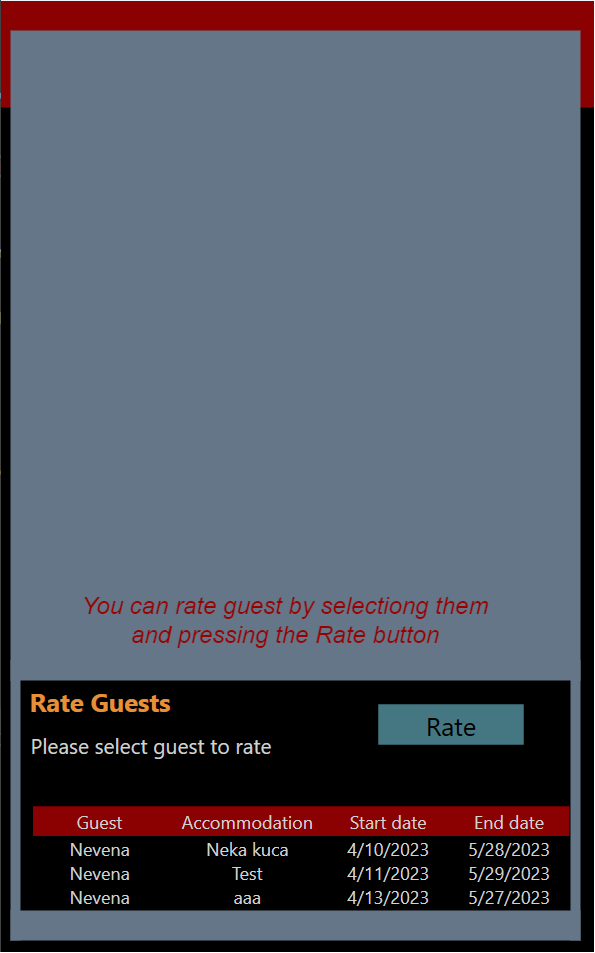 You can rate guest by selectiong them
and pressing the Rate button
Rate Guests
Rate
Please select guest to rate
Guest Accommodation Start date End date
Nevena Neka kuca 4/10/2023 5/28/2023
Nevena Test 4/11/2023 5/29/2023
Nevena aaa 4/13/2023 5/27/2023